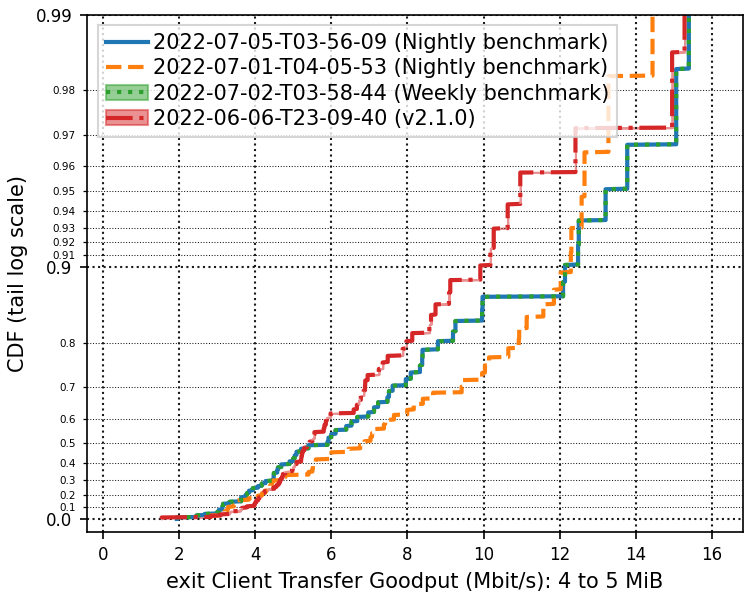 0.99
2022-07-05-T03-56-09 (Nightly benchmark)
2022-07-01-T04-05-53 (Nightly benchmark)
2022-07-02-T03-58-44 (Weekly benchmark)
2022-06-06-T23-09-40 (v2.1.0)
0.98
0.97
0.96
0.95
0.94
0.93
0.92
0.91
0.9
0.8
0.7
0.6
0.5
0.4
0.3
0.2
0.1
0.0
CDF (tail log scale)
0 2 4 6 8 10 12 14 16
exit Client Transfer Goodput (Mbit/s): 4 to 5 MiB